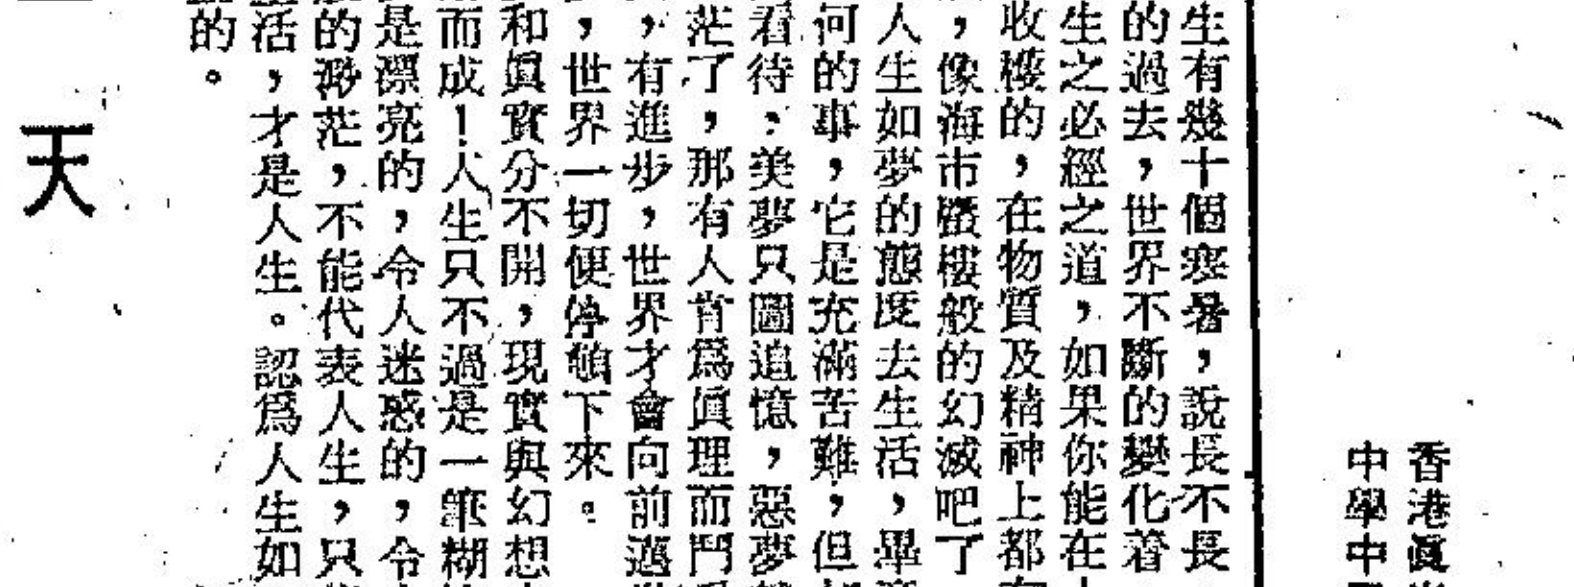 香港眞
中學中
生有幾十個寒暑，說長不長
的過去，世界不斷的變化着
生之必經之道，如果你能在
收穫的，在物質及精神上都
，像海市蜃樓般的幻滅吧了
人生如夢的態度去生活，畢
何的事，它是充滿苦難，但
看待：美夢只圖追憶，惡夢
茫了，那有人肯爲眞理而鬥
，有進步，世界才會向前邁
，世界一切便停頓下來。
和眞實分不開，現實與幻想
而成！人生只不過是一筆糊
是漂亮的，令人迷惑的，令
的渺茫，不能代表人生，只
活，才是人生。認爲人生如
的。
天